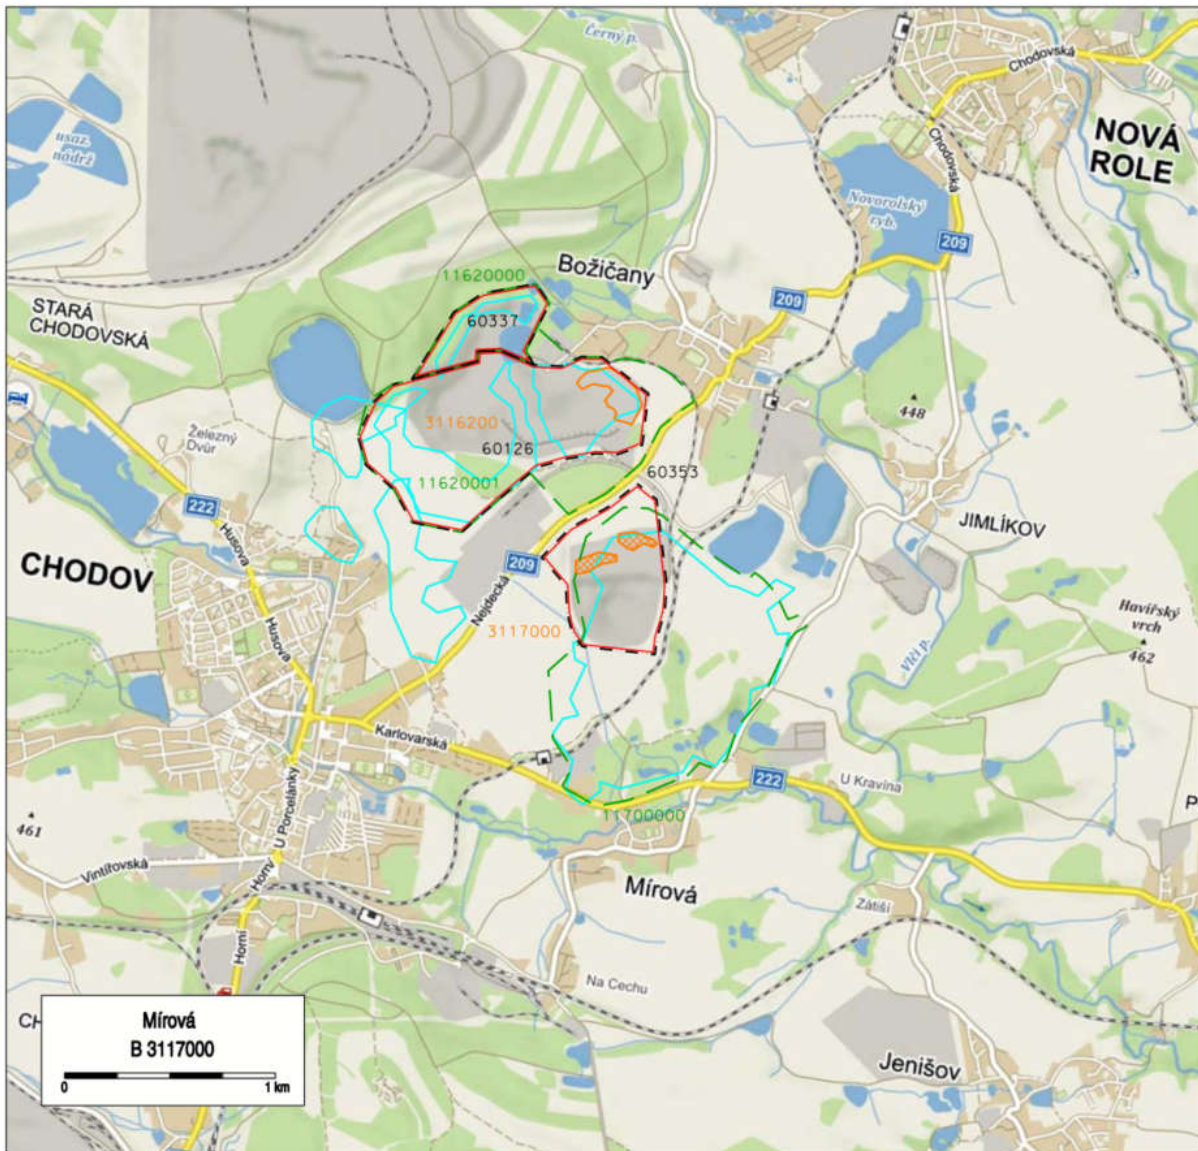 Černý p.
Chodovská
NOVÁ
ROLE
usaz.
nádrž
Chodovská
Novorolský
ryb.
209
Božíčany
11620000
209
STARÁ
CHODOVSKÁ
60337
448
3116200
Železný
Dvůr
60126
60353
11620001
222
JIMLÍKOV
Husova
CHODOV
209
Nejdecká
Havířský
vrch
462
3117000
Vlčí p.
Husova
Karlovarská
222
U Kravína
U Porcelánky
11700000
P
461
Vintířovská
Horní
Mírová
Zátiší
Horní
Na Cechu
CH
Mírová
B 3117000
0
1 km
Jenišov